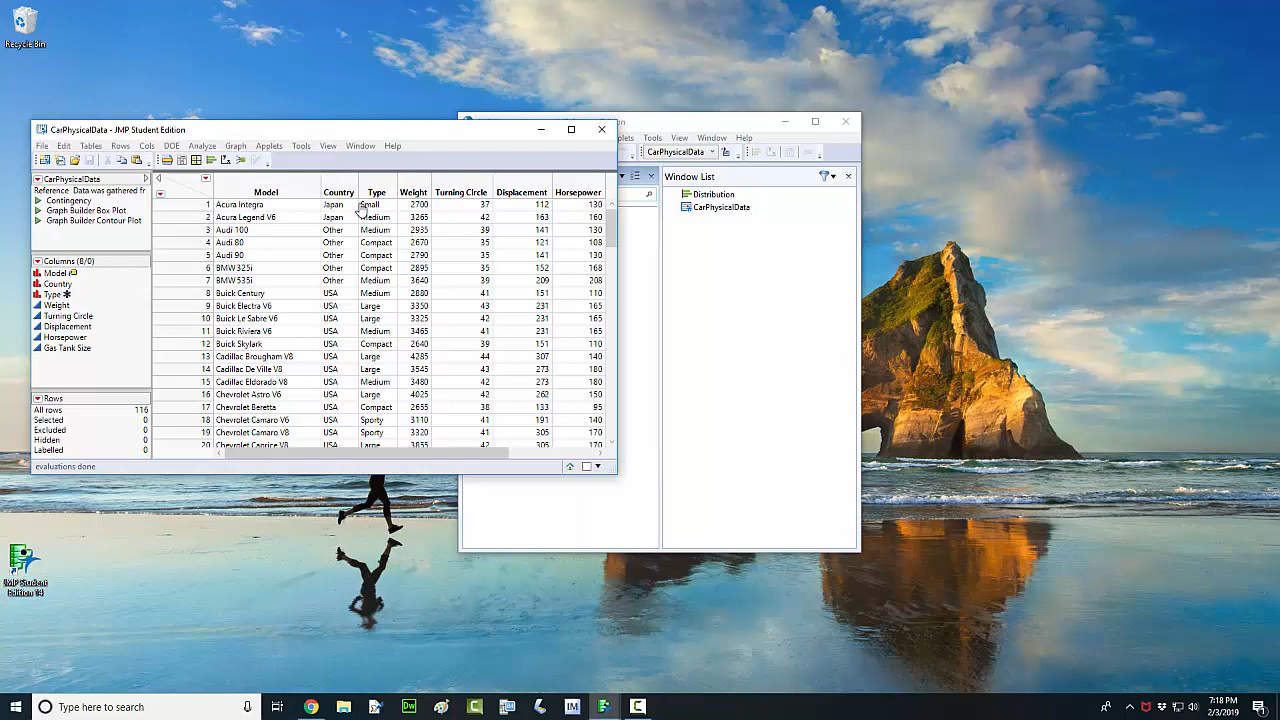 Recycle Bin
CarPhysicalData - JMP Student Edition
File Edit Tables Rows Cols DOE Analyze Graph Applets Tools View Window Help
Tools View Window Help
CarPhysicalData
CarPhysicalData
Reference Data was gathered fr
Contingency
Graph Builder Box Plot
Graph Builder Contour Plot
Columns (8/0)
Model
Country
Type
Weight
Turning Circle
Displacement
Horsepower
Gas Tank Size
Rows
All rows 116
Selected 0
Excluded 0
Hidden 0
Labelled 0
Model Country Type Weight Turning Circle Displacement Horsepower
1 Acura Integra Japan Small 2700 37 112 130
2 Acura Legend V6 Japan Medium 3265 42 163 160
3 Audi 100 Other Medium 2935 39 141 130
4 Audi 80 Other Compact 2670 35 121 108
5 Audi 90 Other Compact 2790 35 141 130
6 BMW 325i Other Compact 2895 35 152 168
7 BMW 535i Other Medium 3640 39 209 208
8 Buick Century USA Medium 2880 41 151 110
9 Buick Electra V6 USA Large 3350 43 231 165
10 Buick Le Sabre V6 USA Large 3325 42 231 165
11 Buick Riviera V6 USA Medium 3465 41 231 165
12 Buick Skylark USA Compact 2640 39 151 110
13 Cadillac Brougham V8 USA Large 4285 44 307 140
14 Cadillac De Ville V8 USA Large 3545 43 273 180
15 Cadillac Eldorado V8 USA Medium 3480 42 273 180
16 Chevrolet Astro V6 USA Large 4025 42 262 150
17 Chevrolet Beretta USA Compact 2655 38 133 95
18 Chevrolet Camaro V6 USA Sporty 3110 41 191 140
19 Chevrolet Camaro V8 USA Sporty 3320 41 305 170
20 Chevrolet Caprice V8 USA Large 3855 42 305 170
evaluations done
Window List
Distribution
CarPhysicalData
JMP Student
Edition 14
Type here to search
Dw
IM
7:18 PM
2/3/2019